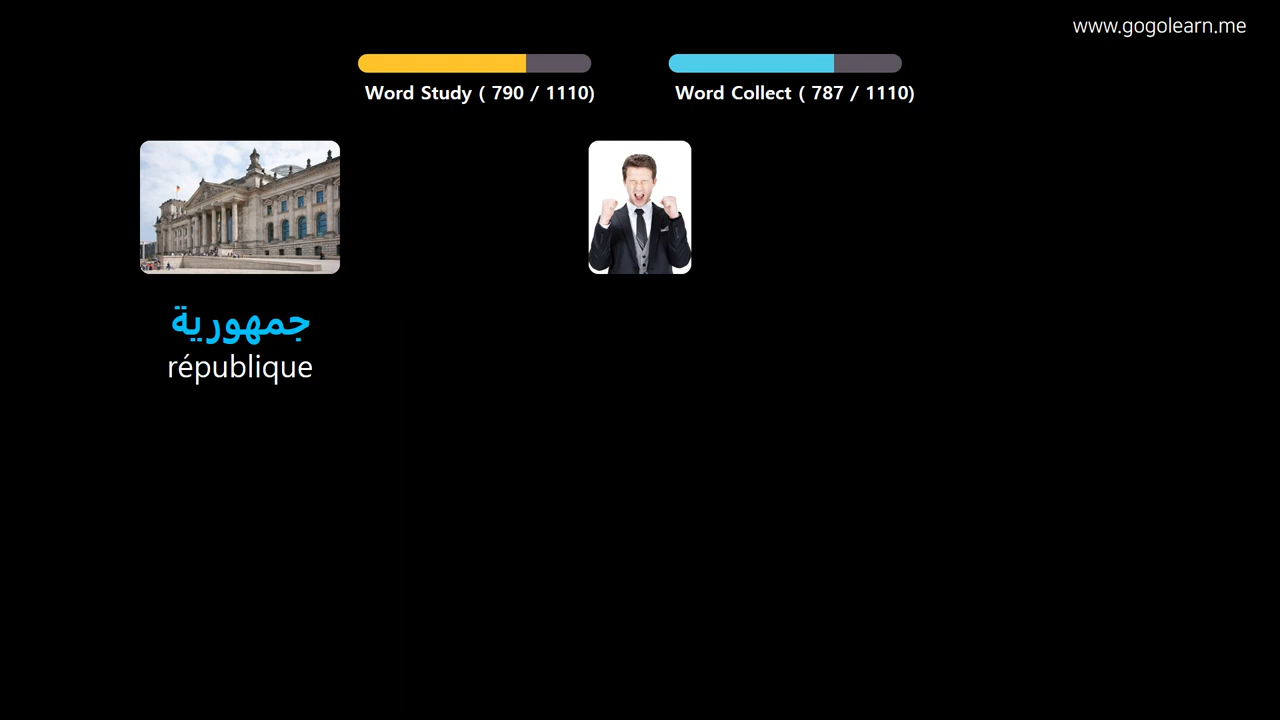 www.gogolearn.me
Word Study ( 790 / 1110)
Word Collect ( 787 / 1110)
جمهورية
république